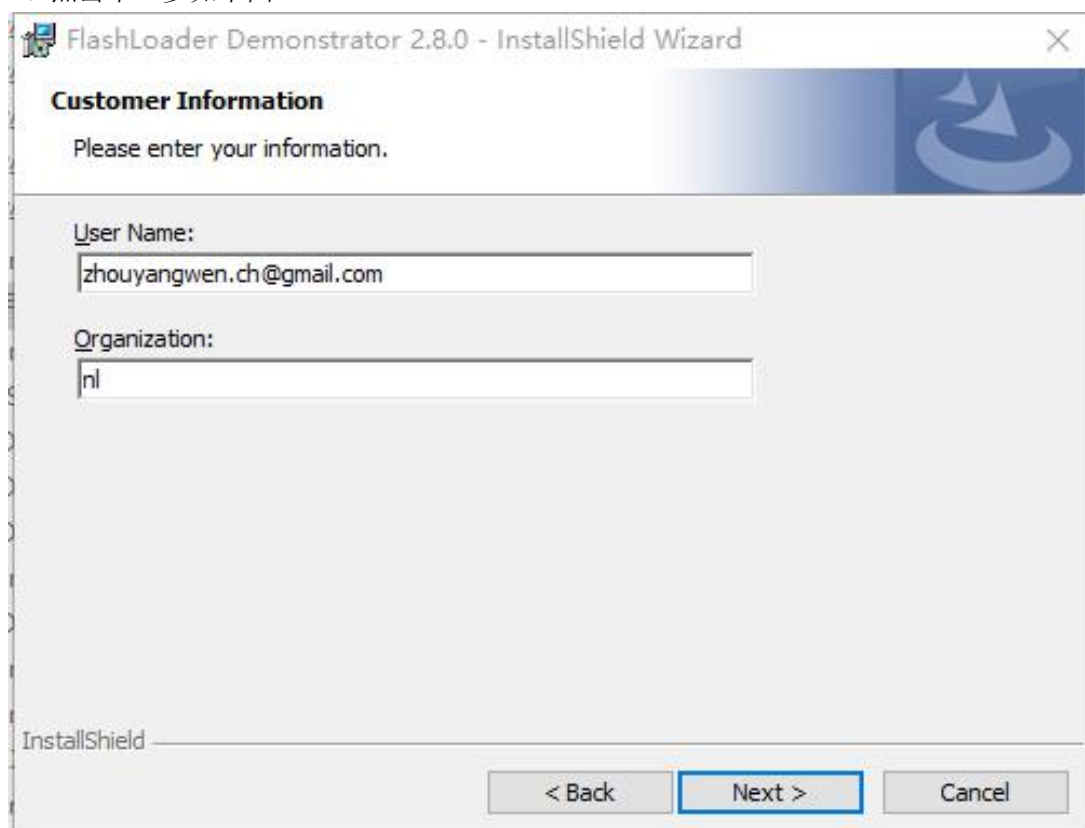 FlashLoader Demonstrator 2.8.0 - InstallShield Wizard
Customer Information
Please enter your information.
User Name:
zhouyangwen.ch@gmail.com
Organization:
nl
InstallShield
< Back Next > Cancel